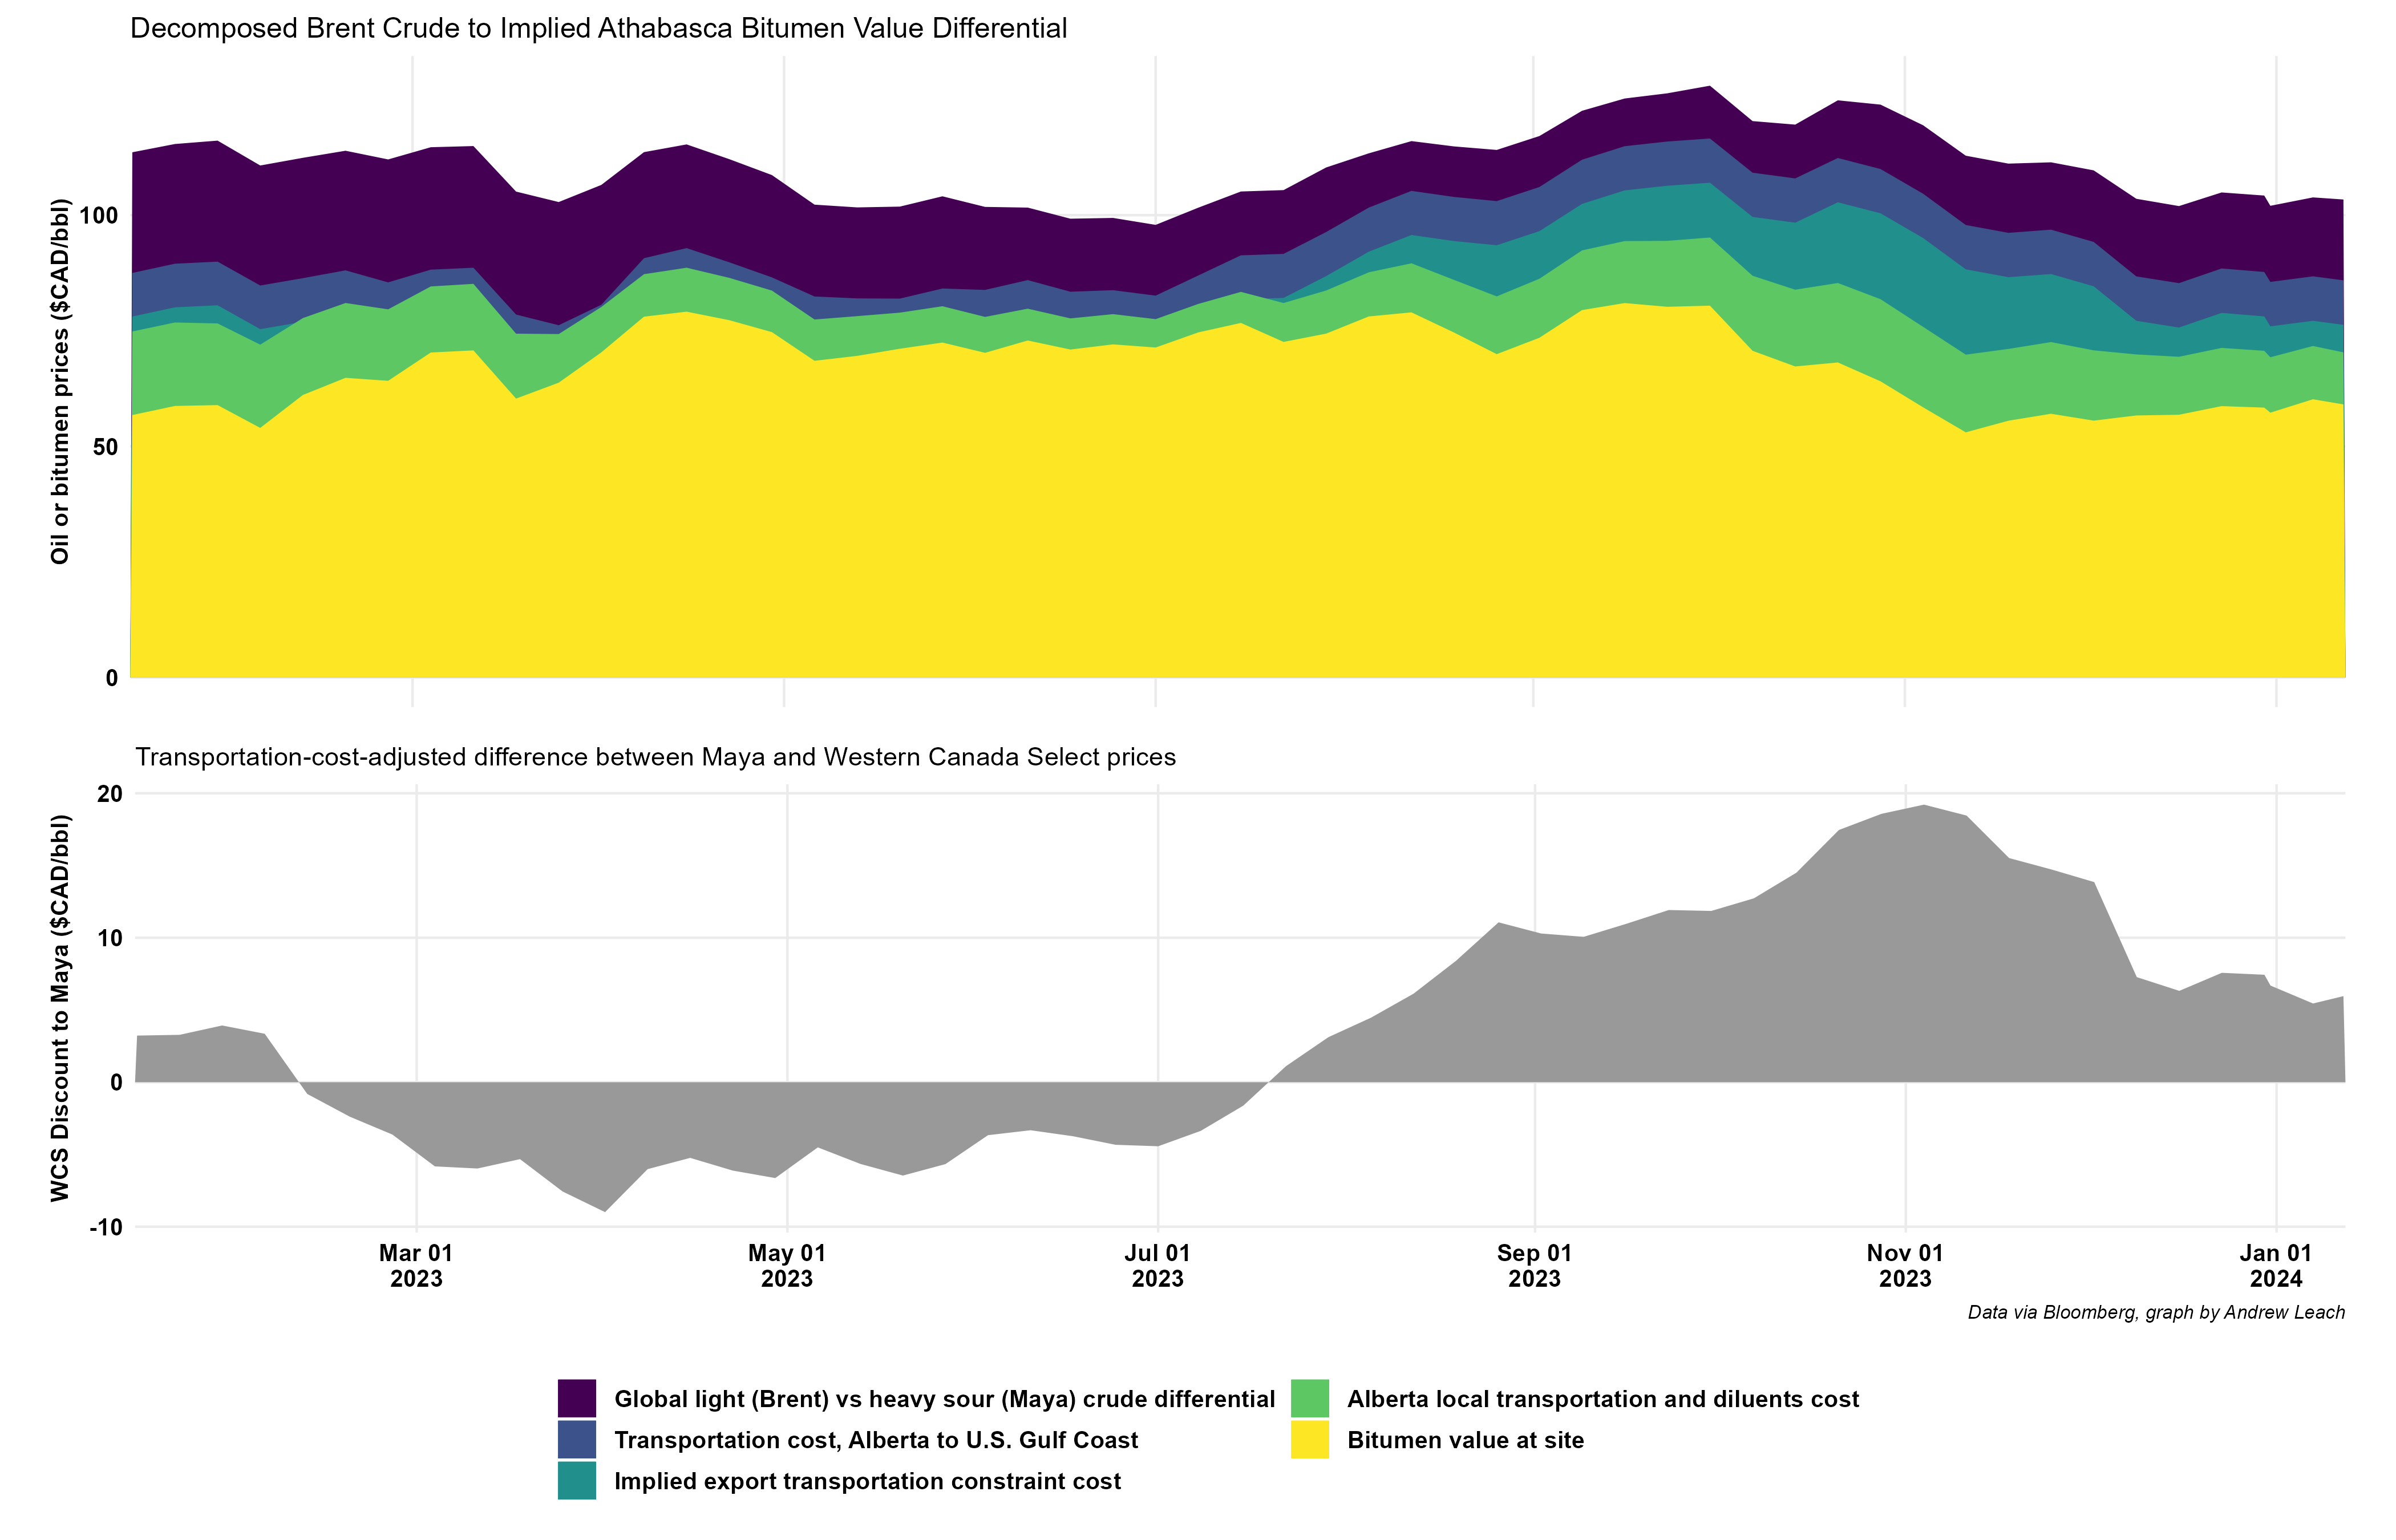 Decomposed Brent Crude to Implied Athabasca Bitumen Value Differential
Oil or bitumen prices ($CAD/bbl)
100
50
0
Transportation-cost-adjusted difference between Maya and Western Canada Select prices
WCS Discount to Maya ($CAD/bbl)
20
10
0
-10
Mar 01
2023
May 01
2023
Jul 01
2023
Sep 01
2023
Nov 01
2023
Jan 01
2024
Data via Bloomberg, graph by Andrew Leach
Global light (Brent) vs heavy sour (Maya) crude differential
Transportation cost, Alberta to U.S. Gulf Coast
Implied export transportation constraint cost
Alberta local transportation and diluents cost
Bitumen value at site